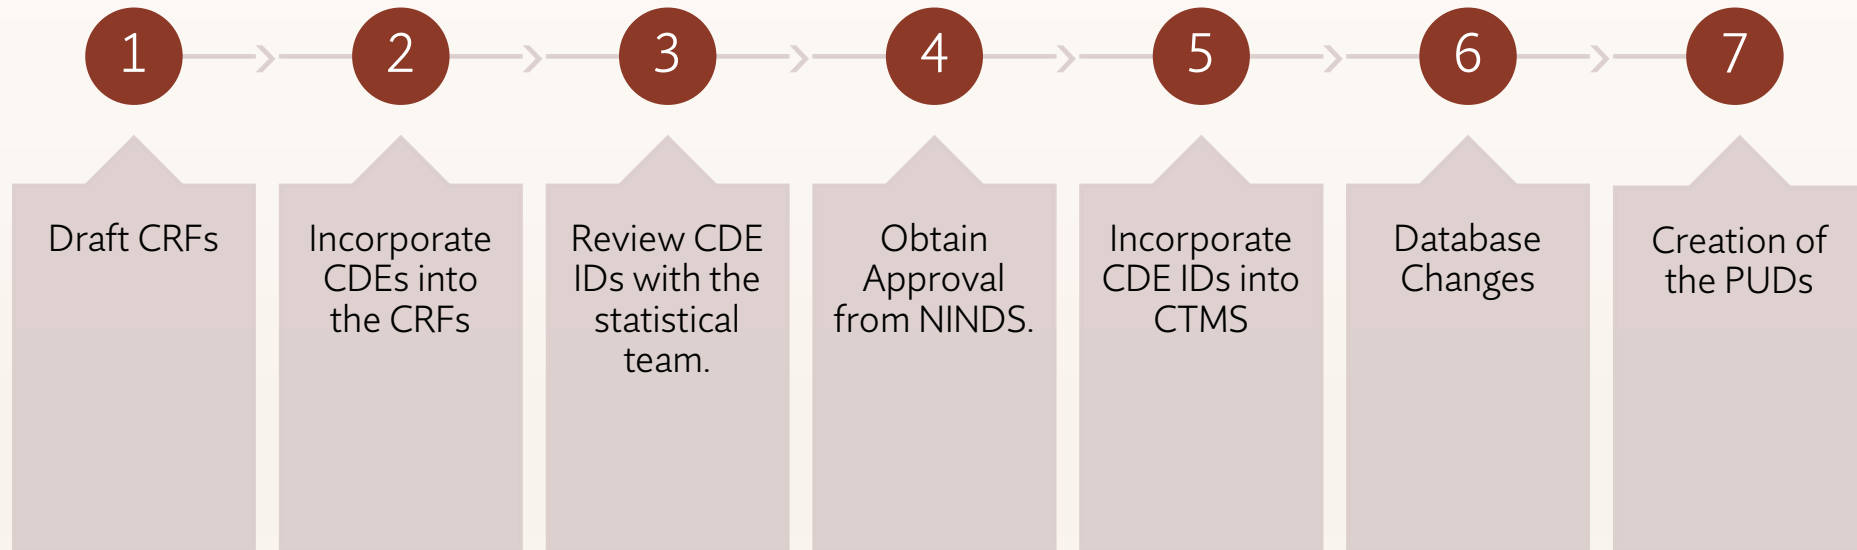 1
2
3
4
5
6
7
Draft CRFs
Incorporate
CDEs into
the CRFs
Review CDE
IDs with the
statistical
team.
Obtain
Approval
from NINDS.
Incorporate
CDE IDs into
CTMS
Database
Changes
Creation of
the PUDs